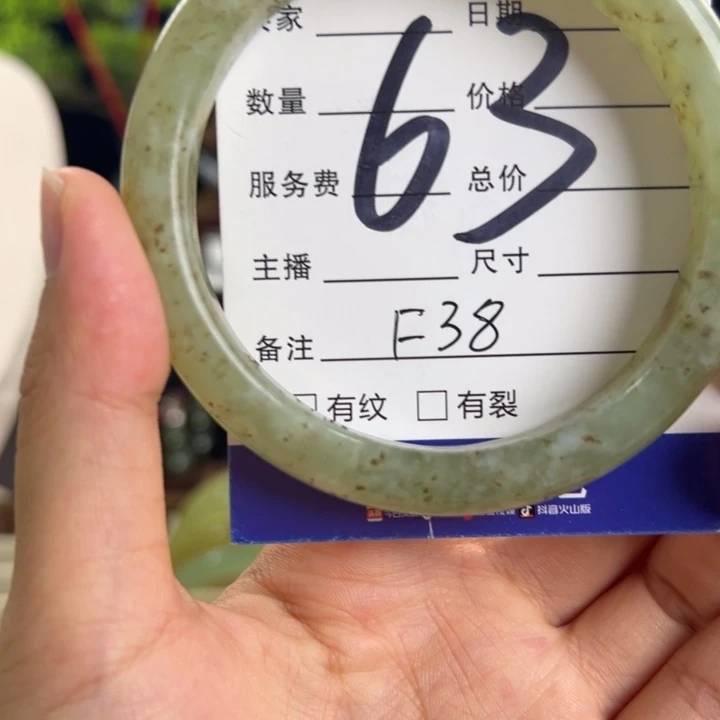 家 日期
63
数量 价格
服务费 总价
主播 尺寸
备注 F38
有纹 有裂
抖音火山版